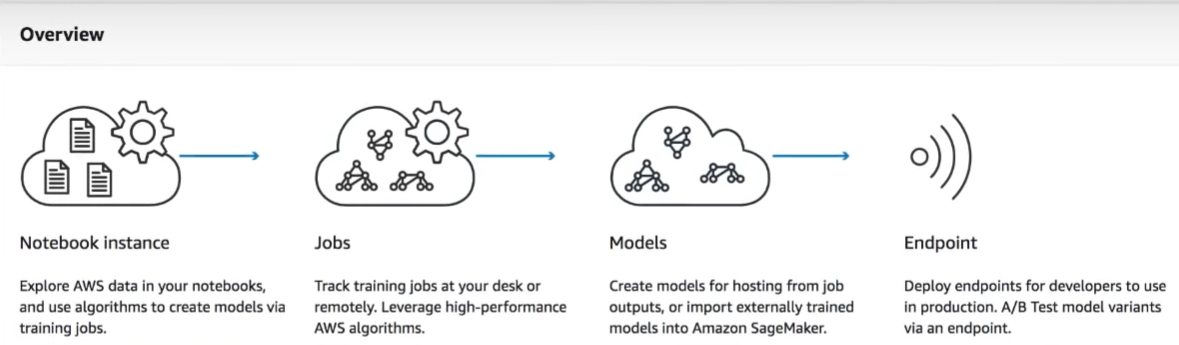 Overview
Notebook instance
Explore AWS data in your notebooks,
and use algorithms to create models via
training jobs.
Jobs
Track training jobs at your desk or
remotely. Leverage high-performance
AWS algorithms.
Models
Create models for hosting from job
outputs, or import externally trained
models into Amazon SageMaker.
Endpoint
Deploy endpoints for developers to use
in production. A/B Test model variants
via an endpoint.